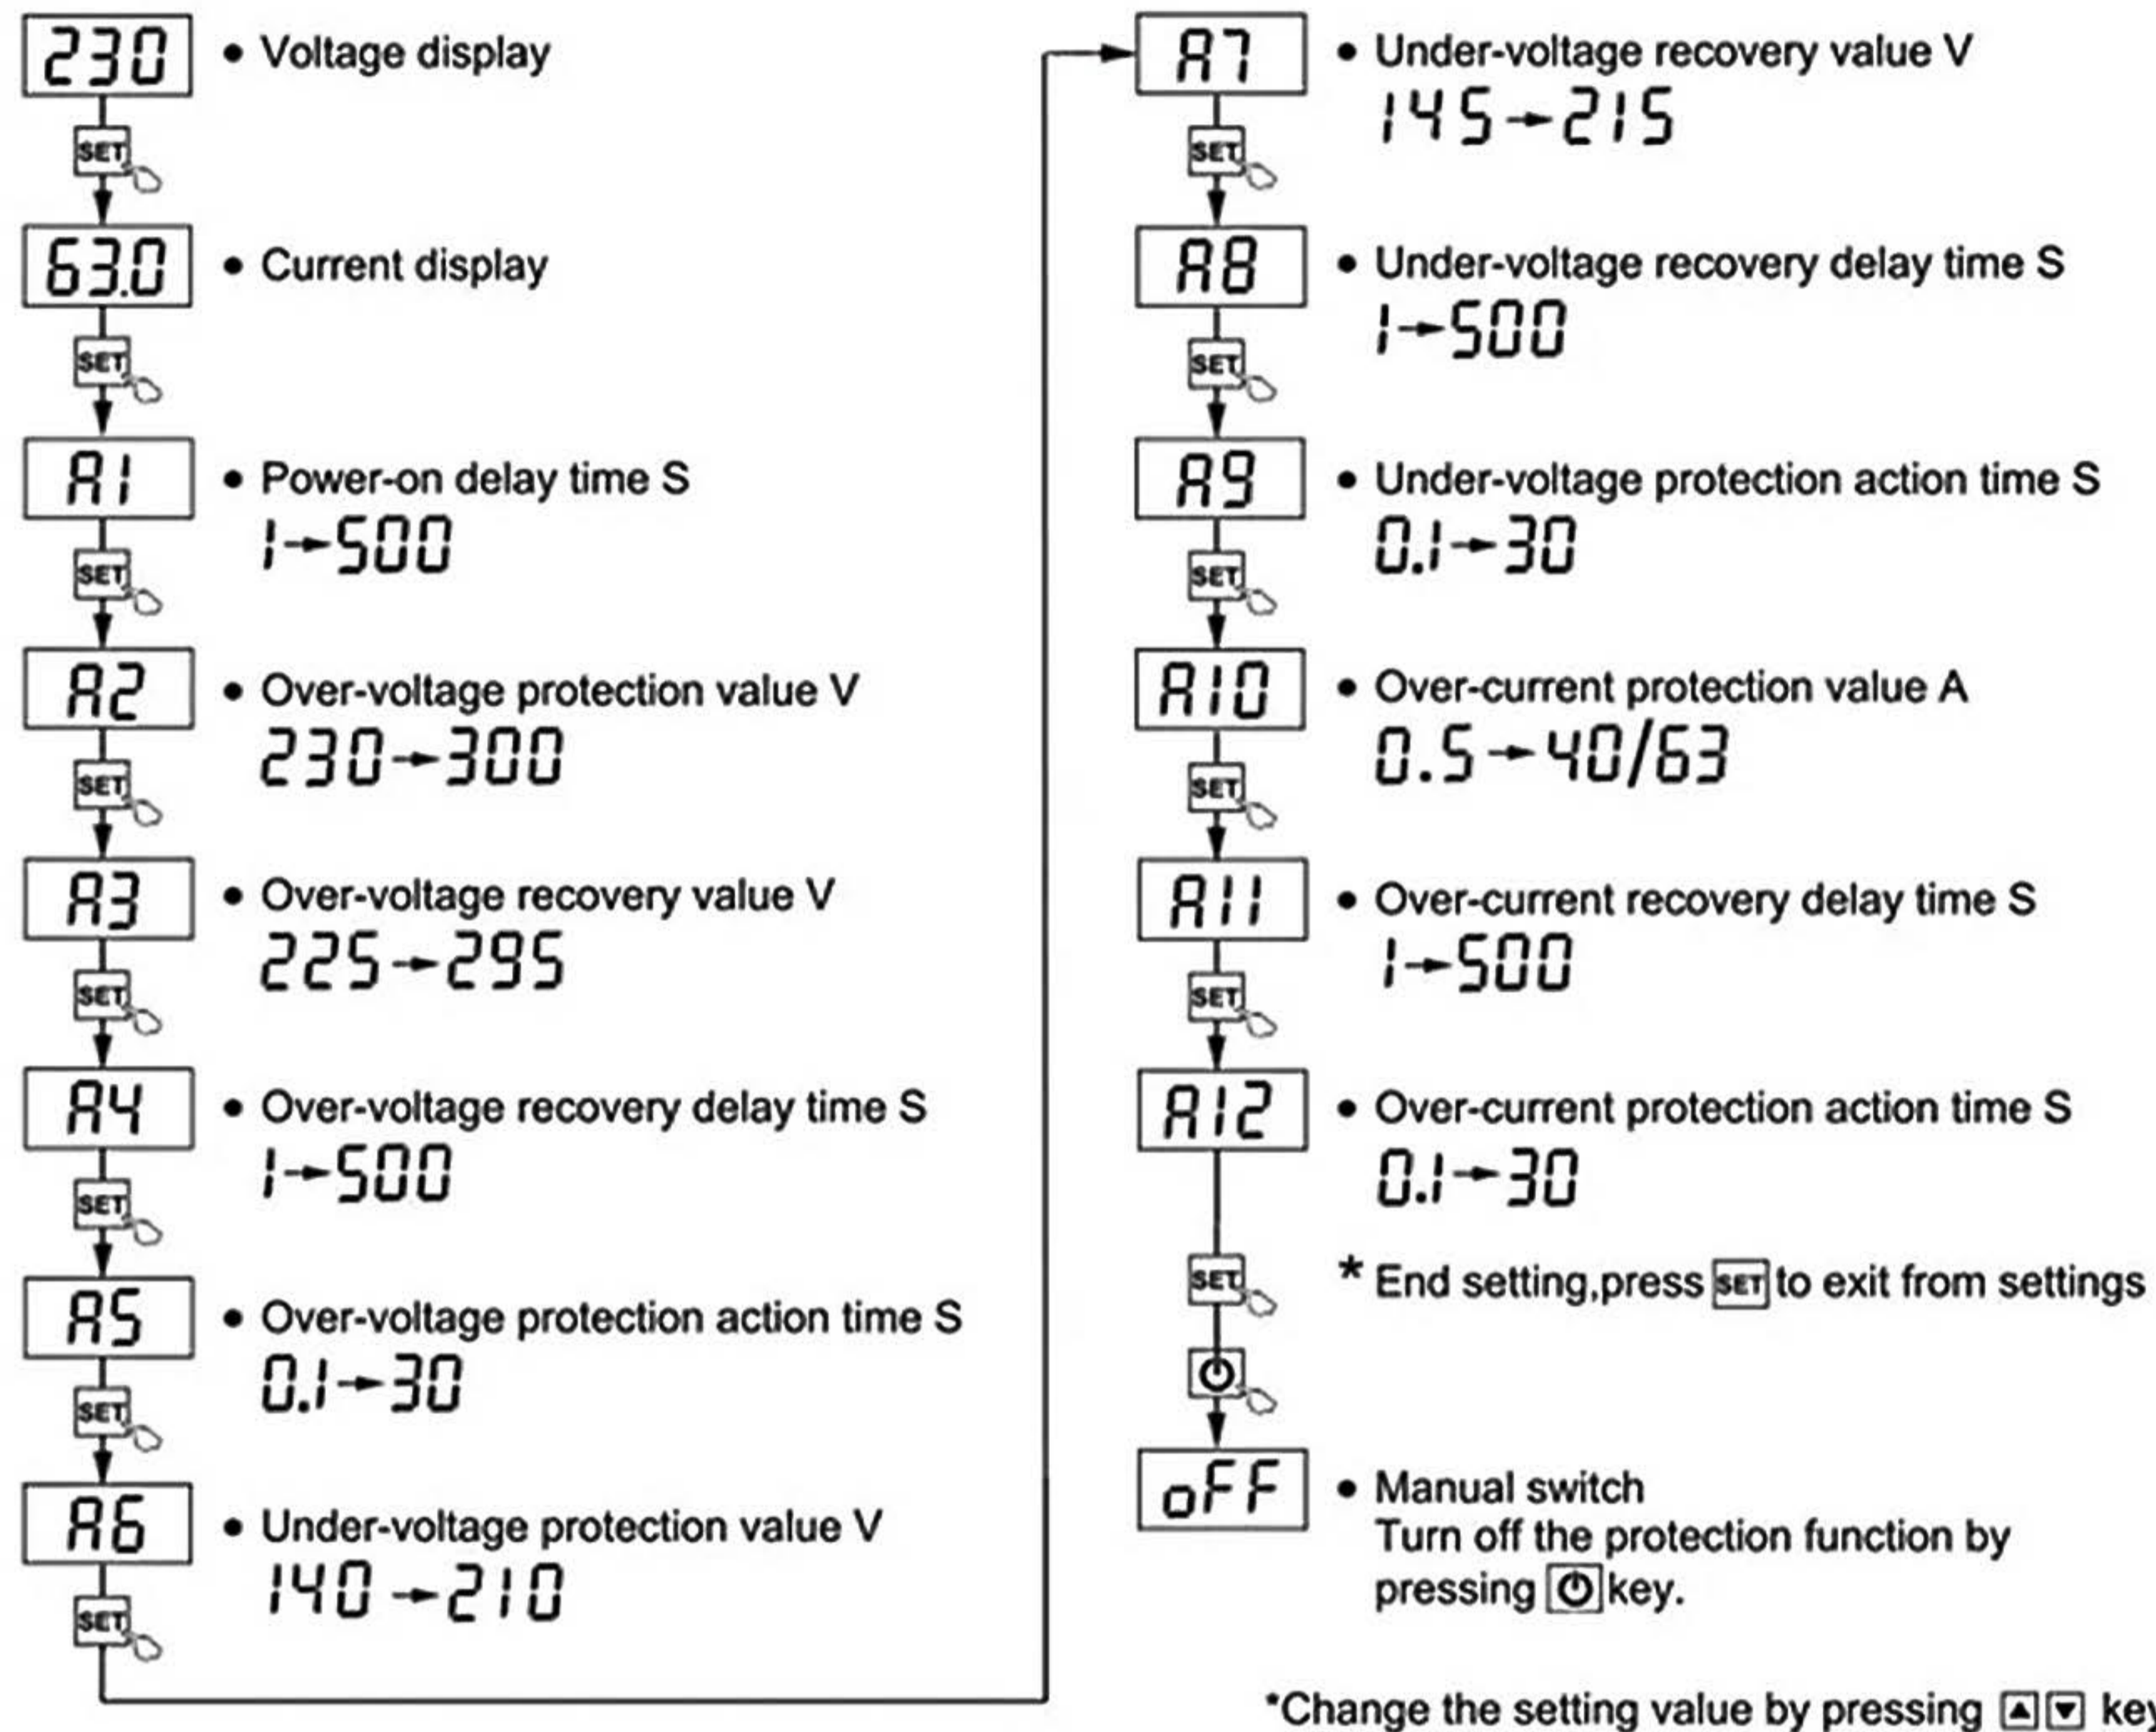 230
• Voltage display
SET
63.0
• Current display
SET
A1
• Power-on delay time S
1→500
SET
A2
• Over-voltage protection value V
230→300
SET
A3
• Over-voltage recovery value V
225→295
SET
A4
• Over-voltage recovery delay time S
1→500
SET
A5
• Over-voltage protection action time S
0.1→30
SET
A6
• Under-voltage protection value V
140→210
SET
A7
• Under-voltage recovery value V
145→215
SET
A8
• Under-voltage recovery delay time S
1→500
SET
A9
• Under-voltage protection action time S
0.1→30
SET
A10
• Over-current protection value A
0.5→40/63
SET
A11
• Over-current recovery delay time S
1→500
SET
A12
• Over-current protection action time S
0.1→30
SET
* End setting,press SET to exit from settings
oFF
• Manual switch
Turn off the protection function by
pressing ⏻ key.
*Change the setting value by pressing ▲▼